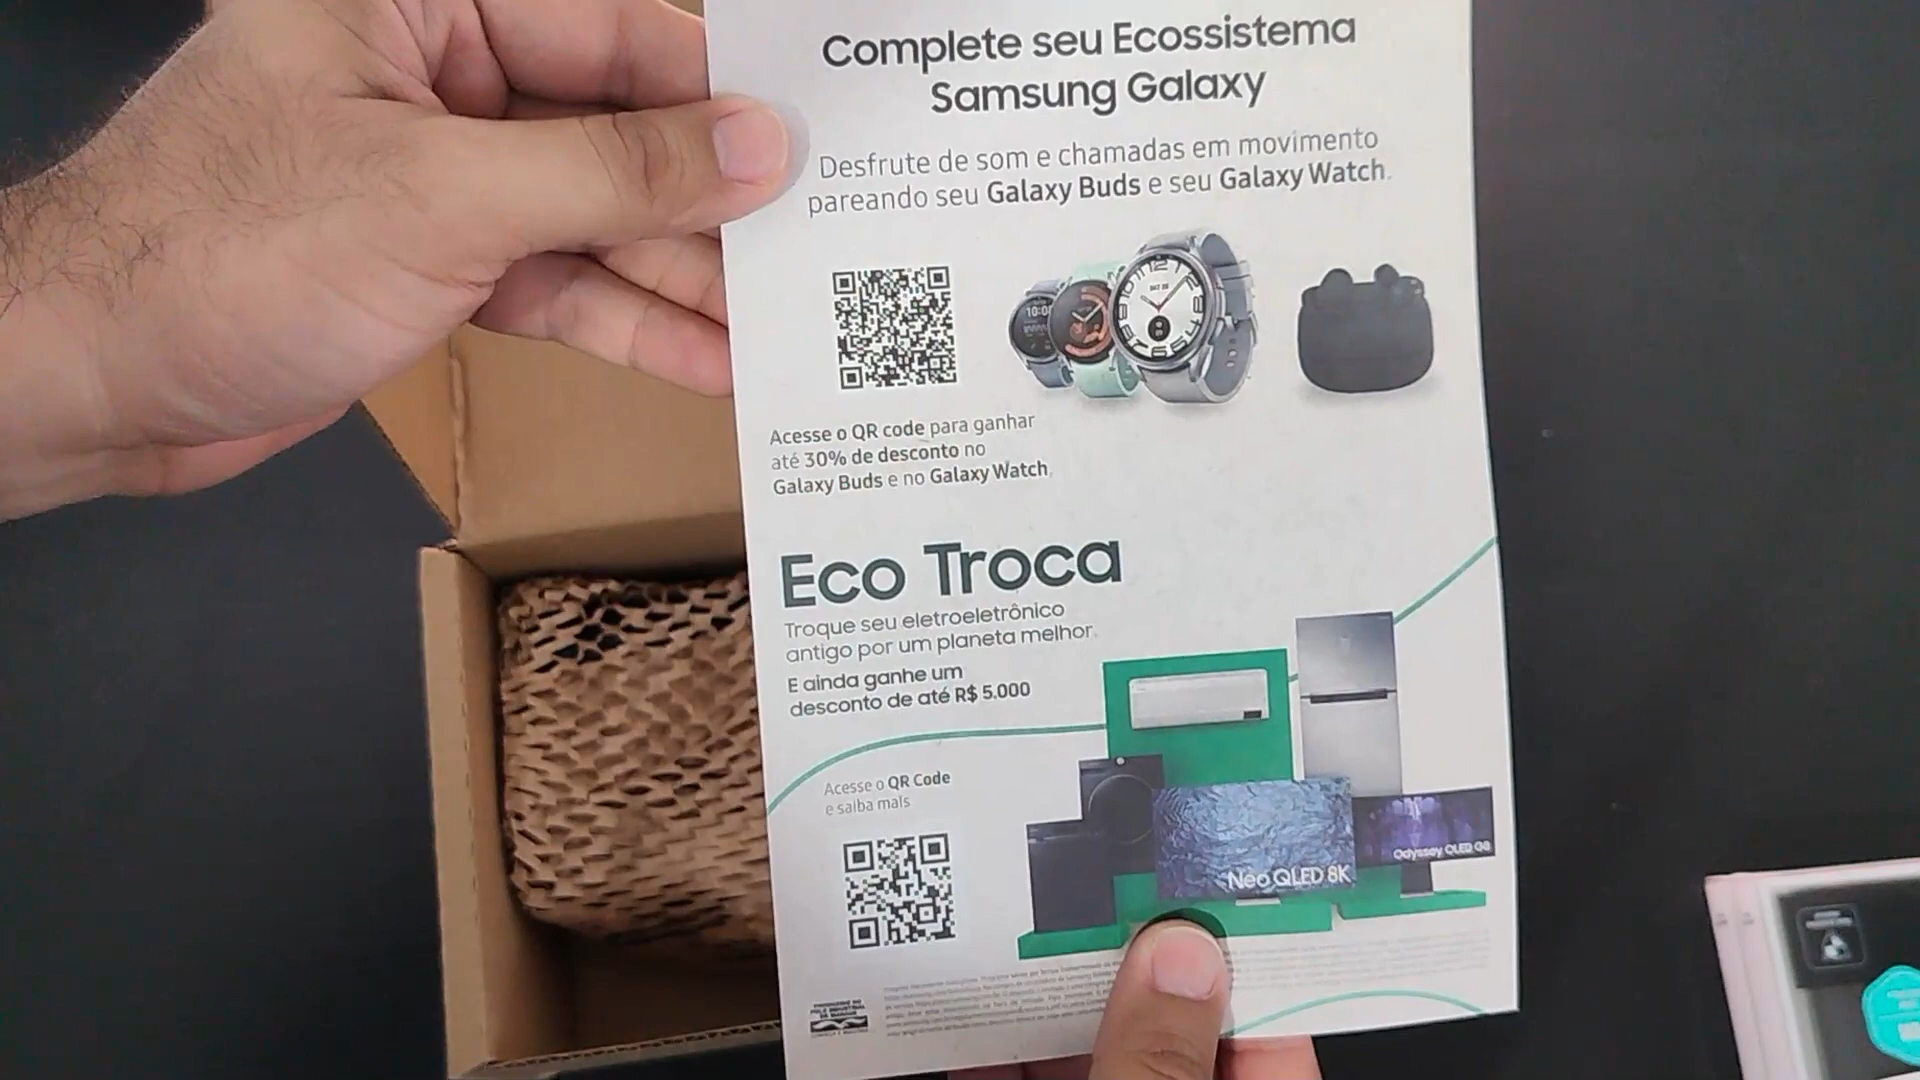 Complete seu Ecossistema
Samsung Galaxy
Desfrute de som e chamadas em movimento
pareando seu Galaxy Buds e seu Galaxy Watch.
Acesse o QR code para ganhar
até 30% de desconto no
Galaxy Buds e no Galaxy Watch.
Eco Troca
Troque seu eletroeletrônico
antigo por um planeta melhor.
E ainda ganhe um
desconto de até R$ 5.000
Acesse o QR Code
e saiba mais
Neo QLED 8K
Odyssey OLED G8